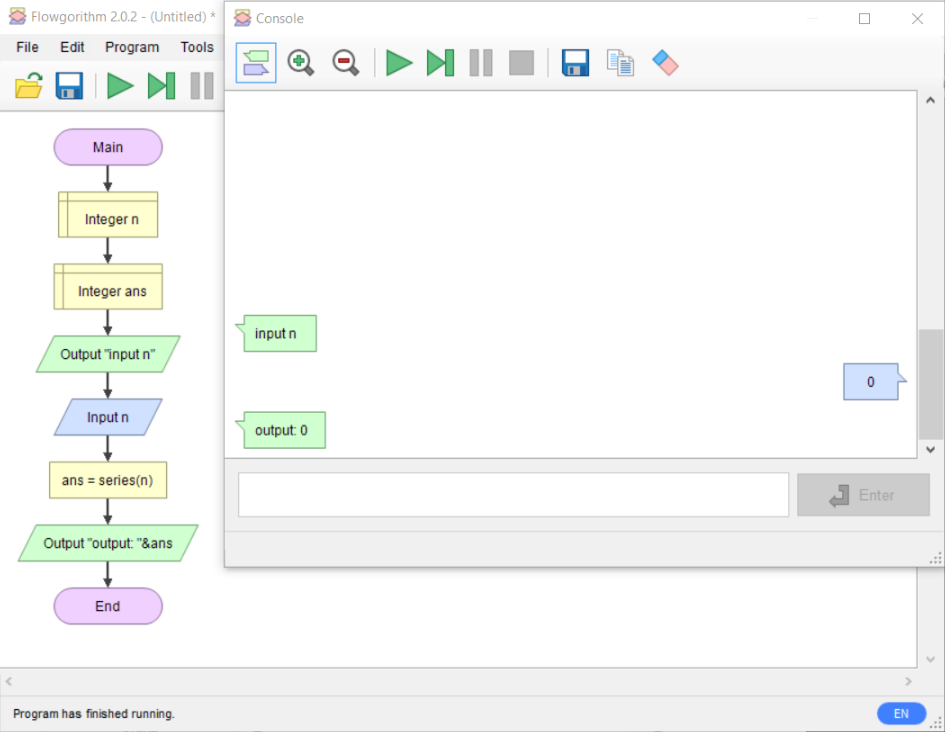 Flowgorithm 2.0.2 - (Untitled) *
File Edit Program Tools
Main
Integer n
Integer ans
Output "input n"
Input n
ans = series(n)
Output "output: "&ans
End
Console
input n
0
output: 0
Enter
Program has finished running.
EN